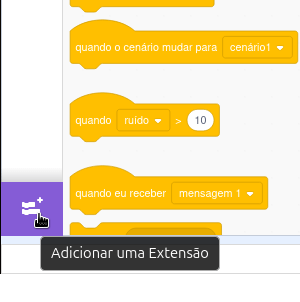 quando o cenário mudar para cenário1
quando ruído > 10
quando eu receber mensagem 1
Adicionar uma Extensão